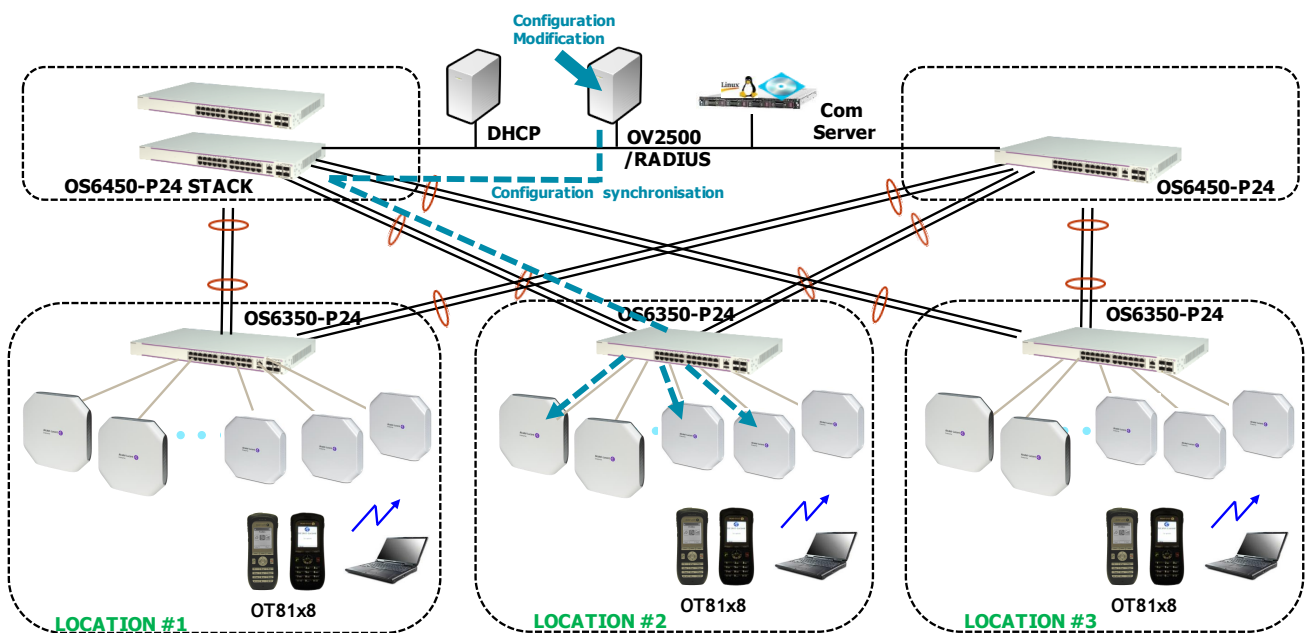 Configuration
Modification
DHCP
OV2500
/RADIUS
Linux
Com
Server
OS6450-P24 STACK
Configuration synchronisation
OS6450-P24
OS6350-P24
OS6350-P24
OS6350-P24
OT81x8
OT81x8
OT81x8
LOCATION #1
LOCATION #2
LOCATION #3